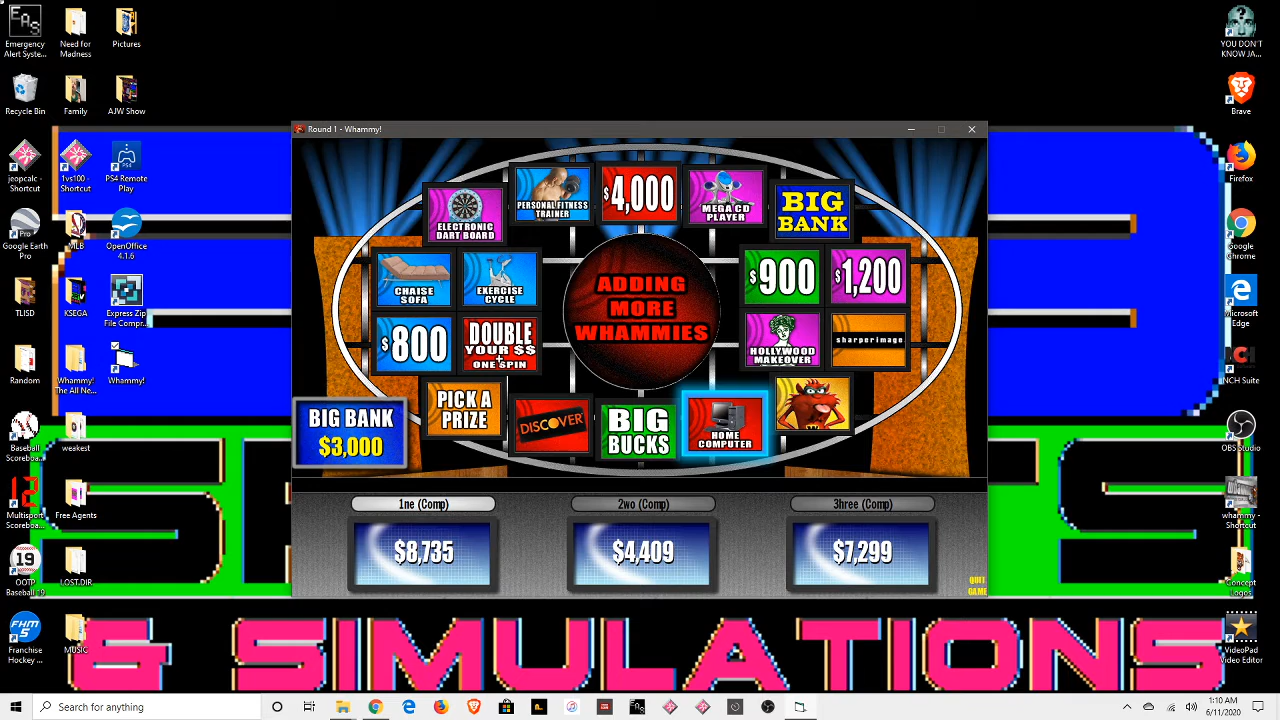 Emergency
Alert Syste...
Need for
Madness
Pictures
Recycle Bin
Family
AJW Show
jeopcalc -
Shortcut
1vs100 -
Shortcut
PS4 Remote
Play
Google Earth
Pro
MLB
OpenOffice
4.1.6
TLISD
KSEGA
Express Zip
File Compr...
Random
Whammy!
The All Ne...
Whammy!
Baseball
Scoreboa...
weakest
Multisport
Scoreboa...
Free Agents
OOTP
Baseball 19
LOST.DIR
Franchise
Hockey ...
MUSIC
YOU DON'T
KNOW JA...
Brave
Firefox
Google
Chrome
Microsoft
Edge
NCH Suite
OBS Studio
whammy -
Shortcut
Concept
Logos
VideoPad
Video Editor
Round 1 - Whammy!
ELECTRONIC
DART BOARD
PERSONAL FITNESS
TRAINER
$4,000
MEGA CD
PLAYER
BIG
BANK
CHAISE
SOFA
EXERCISE
CYCLE
ADDING
MORE
WHAMMIES
$900
$1,200
$800
DOUBLE
YOUR $$
+
ONE SPIN
HOLLYWOOD
MAKEOVER
sharperimage
PICK A
PRIZE
DISCOVER
BIG
BUCKS
HOME
COMPUTER
BIG BANK
$3,000
1ne (Comp)
2wo (Comp)
3hree (Comp)
$8,735
$4,409
$7,299
QUIT
GAME
& SIMULATIONS
Search for anything
1:10 AM
6/11/2020